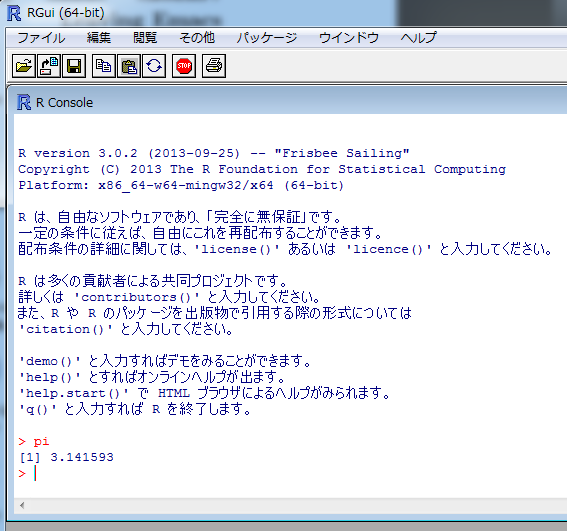 RGui (64-bit)
ファイル 編集 閲覧 その他 パッケージ ウインドウ ヘルプ
STOP
R Console
R version 3.0.2 (2013-09-25) -- "Frisbee Sailing"
Copyright (C) 2013 The R Foundation for Statistical Computing
Platform: x86_64-w64-mingw32/x64 (64-bit)
R は、自由なソフトウェアであり、「完全に無保証」です。
一定の条件に従えば、自由にこれを再配布することができます。
配布条件の詳細に関しては、'license()' あるいは 'licence()' と入力してください。
R は多くの貢献者による共同プロジェクトです。
詳しくは 'contributors()' と入力してください。
また、R や R のパッケージを出版物で引用する際の形式については
'citation()' と入力してください。
'demo()' と入力すればデモをみることができます。
'help()' とすればオンラインヘルプが出ます。
'help.start()' で HTML ブラウザによるヘルプがみられます。
'q()' と入力すれば R を終了します。
> pi
[1] 3.141593
>